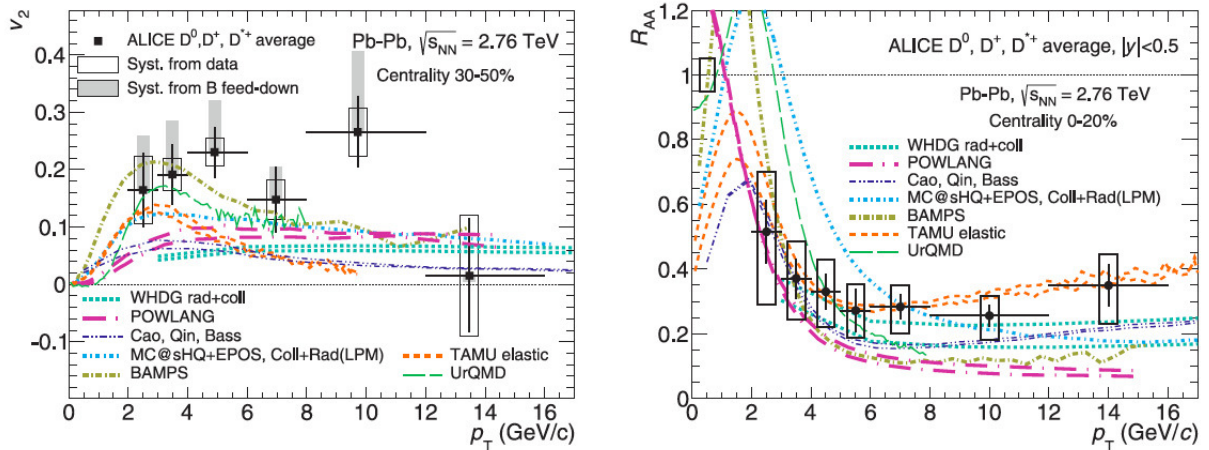 v₂
0.4
0.3
0.2
0.1
0
-0.1
ALICE D⁰,D⁺, D*⁺ average
Syst. from data
Syst. from B feed-down
Pb-Pb, √sNN = 2.76 TeV
Centrality 30-50%
WHDG rad+coll
POWLANG
Cao, Qin, Bass
MC@sHQ+EPOS, Coll+Rad(LPM)
BAMPS
TAMU elastic
UrQMD
0 2 4 6 8 10 12 14 16
pT (GeV/c)
RAA
1.2
1
0.8
0.6
0.4
0.2
0
ALICE D⁰, D⁺, D*⁺ average, |y|<0.5
Pb-Pb, √sNN = 2.76 TeV
Centrality 0-20%
WHDG rad+coll
POWLANG
Cao, Qin, Bass
MC@sHQ+EPOS, Coll+Rad(LPM)
BAMPS
TAMU elastic
UrQMD
0 2 4 6 8 10 12 14 16
pT (GeV/c)